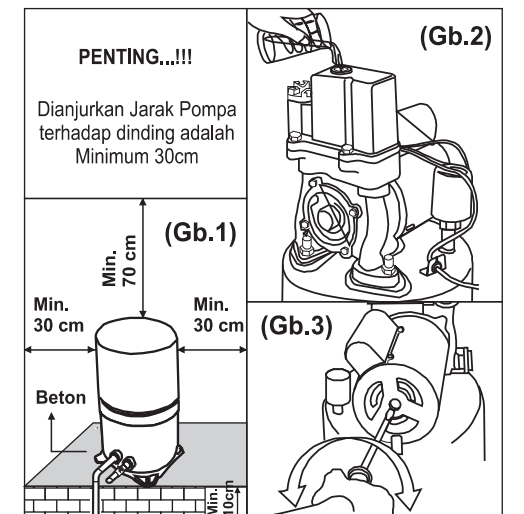 PENTING...!!!
Dianjurkan Jarak Pompa
terhadap dinding adalah
Minimum 30cm
(Gb.1)
Min.
70 cm
Min.
30 cm
Min.
30 cm
Beton
Min.
10cm
(Gb.2)
(Gb.3)